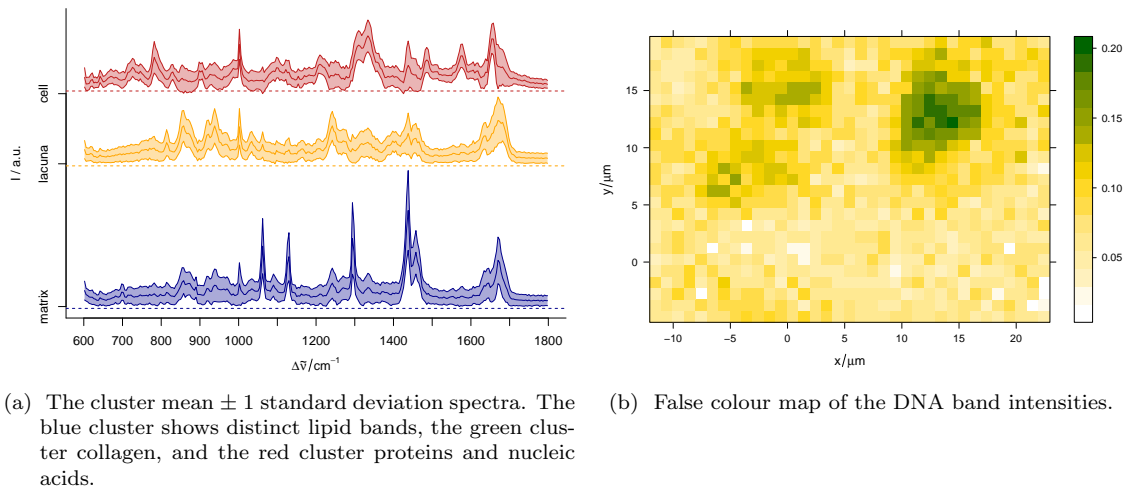 I / a.u.
cell
lacuna
matrix
600 800 1000 1200 1400 1600 1800
Δν̃/cm⁻¹
y/μm
15
10
5
0
−10 −5 0 5 10 15 20
x/μm
0.20
0.15
0.10
0.05
(a) The cluster mean ± 1 standard deviation spectra. The
blue cluster shows distinct lipid bands, the green clus-
ter collagen, and the red cluster proteins and nucleic
acids.
(b) False colour map of the DNA band intensities.